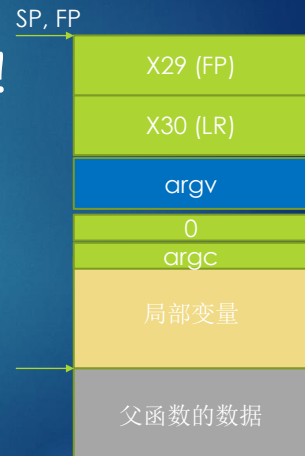 SP, FP
!
X29 (FP)
X30 (LR)
argv
0
argc
局部变量
父函数的数据